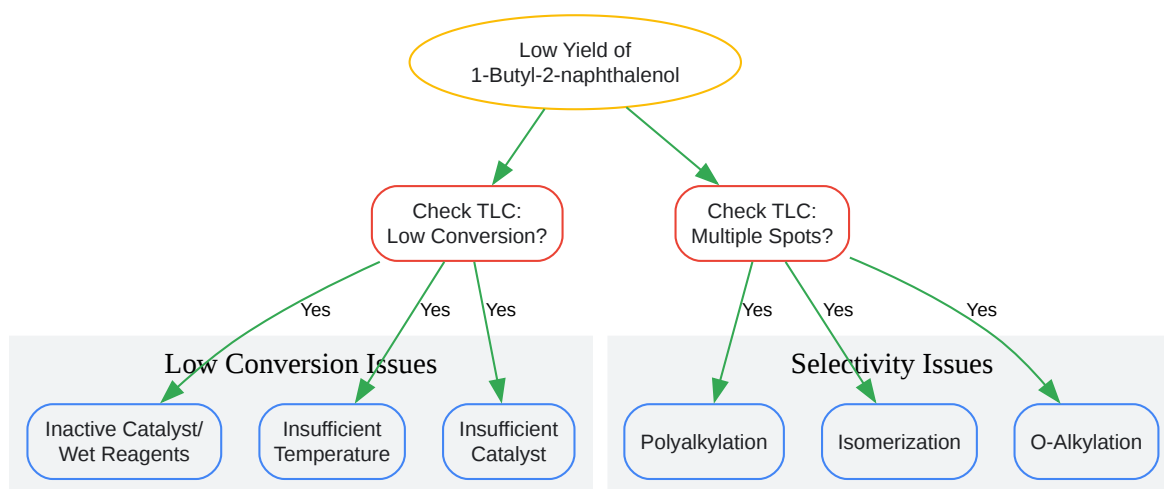 Low Yield of
1-Butyl-2-naphthalenol
Check TLC:
Low Conversion?
Check TLC:
Multiple Spots?
Yes
Yes
Yes
Yes
Yes
Yes
Low Conversion Issues
Selectivity Issues
Inactive Catalyst/
Wet Reagents
Insufficient
Temperature
Insufficient
Catalyst
Polyalkylation
Isomerization
O-Alkylation